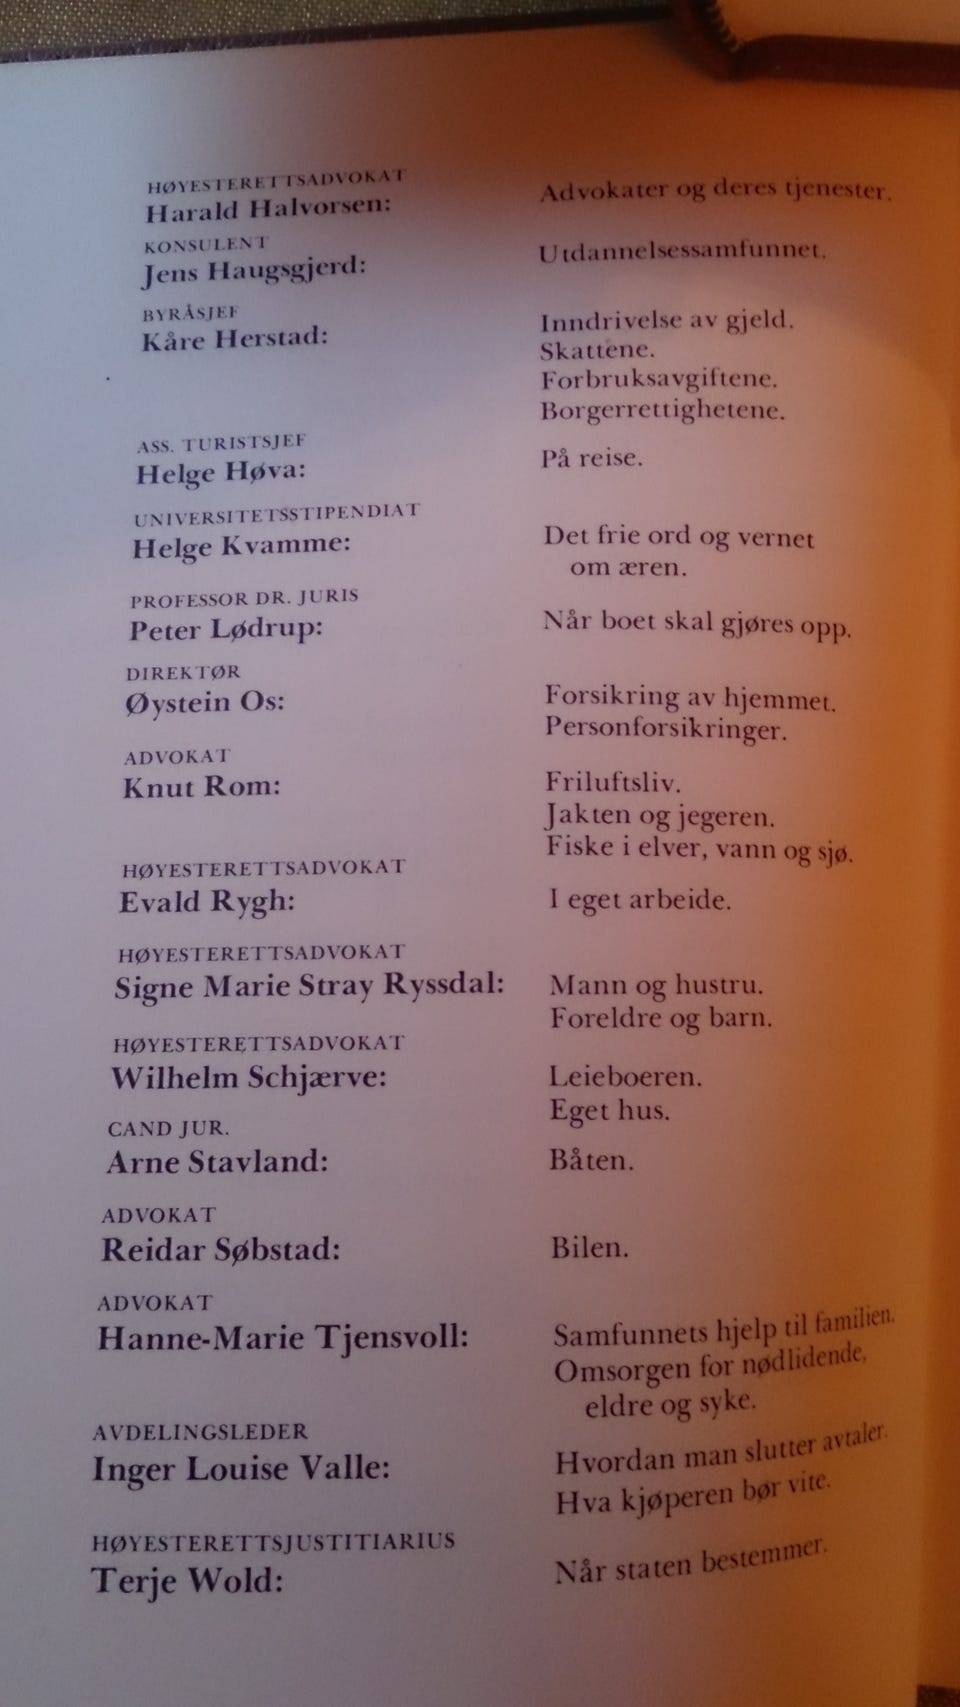 HØYESTERETTSADVOKAT
Harald Halvorsen: Advokater og deres tjenester.
KONSULENT
Jens Haugsgjerd: Utdannelsessamfunnet.
BYRÅSJEF
Kåre Herstad: Inndrivelse av gjeld.
Skattene.
Forbruksavgiftene.
Borgerrettighetene.
ASS. TURISTSJEF
Helge Høva: På reise.
UNIVERSITETSSTIPENDIAT
Helge Kvamme: Det frie ord og vernet
om æren.
PROFESSOR DR. JURIS
Peter Lødrup: Når boet skal gjøres opp.
DIREKTØR
Øystein Os: Forsikring av hjemmet.
Personforsikringer.
ADVOKAT
Knut Rom: Friluftsliv.
Jakten og jegeren.
Fiske i elver, vann og sjø.
HØYESTERETTSADVOKAT
Evald Rygh: I eget arbeide.
HØYESTERETTSADVOKAT
Signe Marie Stray Ryssdal: Mann og hustru.
Foreldre og barn.
HØYESTERETTSADVOKAT
Wilhelm Schjærve: Leieboeren.
Eget hus.
CAND JUR.
Arne Stavland: Båten.
ADVOKAT
Reidar Søbstad: Bilen.
ADVOKAT
Hanne-Marie Tjensvoll: Samfunnets hjelp til familien.
Omsorgen for nødlidende,
eldre og syke.
AVDELINGSLEDER
Inger Louise Valle: Hvordan man slutter avtaler.
Hva kjøperen bør vite.
HØYESTERETTSJUSTITIARIUS
Terje Wold: Når staten bestemmer.